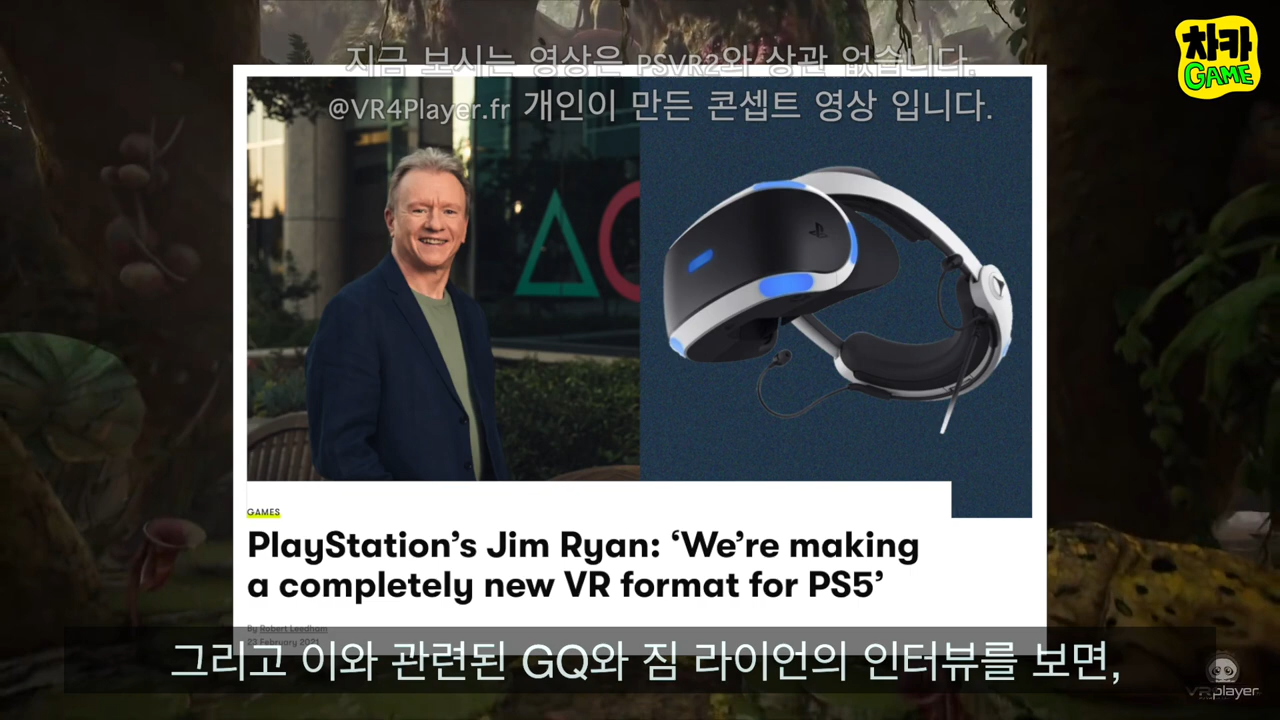 지금 보시는 영상은 PSVR2와 상관 없습니다.
@VR4Player.fr 개인이 만든 콘셉트 영상 입니다.
차카
GAME
GAMES
PlayStation's Jim Ryan: ‘We're making
a completely new VR format for PS5’
By Robert Leedham
23 February 2021
그리고 이와 관련된 GQ와 짐 라이언의 인터뷰를 보면,
VRplayer